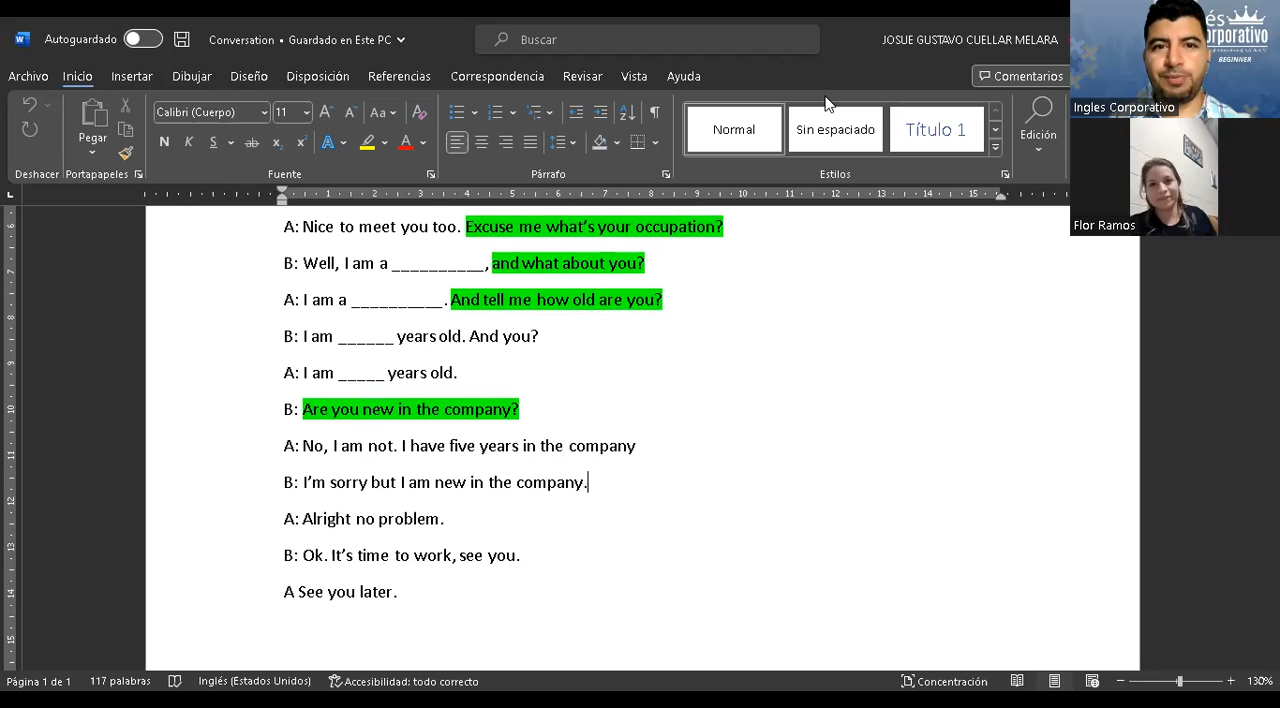 Autoguardado
Conversation • Guardado en Este PC
Buscar
JOSUE GUSTAVO CUELLAR MELARA
Archivo Inicio Insertar Dibujar Diseño Disposición Referencias Correspondencia Revisar Vista Ayuda
Comentarios
Pegar
Calibri (Cuerpo) 11
Normal
Sin espaciado
Título 1
Edición
Deshacer
Portapapeles
Fuente
Párrafo
Estilos
A: Nice to meet you too. Excuse me what's your occupation?
B: Well, I am a __________, and what about you?
A: I am a __________. And tell me how old are you?
B: I am ______ years old. And you?
A: I am _____ years old.
B: Are you new in the company?
A: No, I am not. I have five years in the company
B: I'm sorry but I am new in the company.
A: Alright no problem.
B: Ok. It's time to work, see you.
A See you later.
Página 1 de 1
117 palabras
Inglés (Estados Unidos)
Accesibilidad: todo correcto
Concentración
130%
BEGINNER
Ingles Corporativo
Flor Ramos